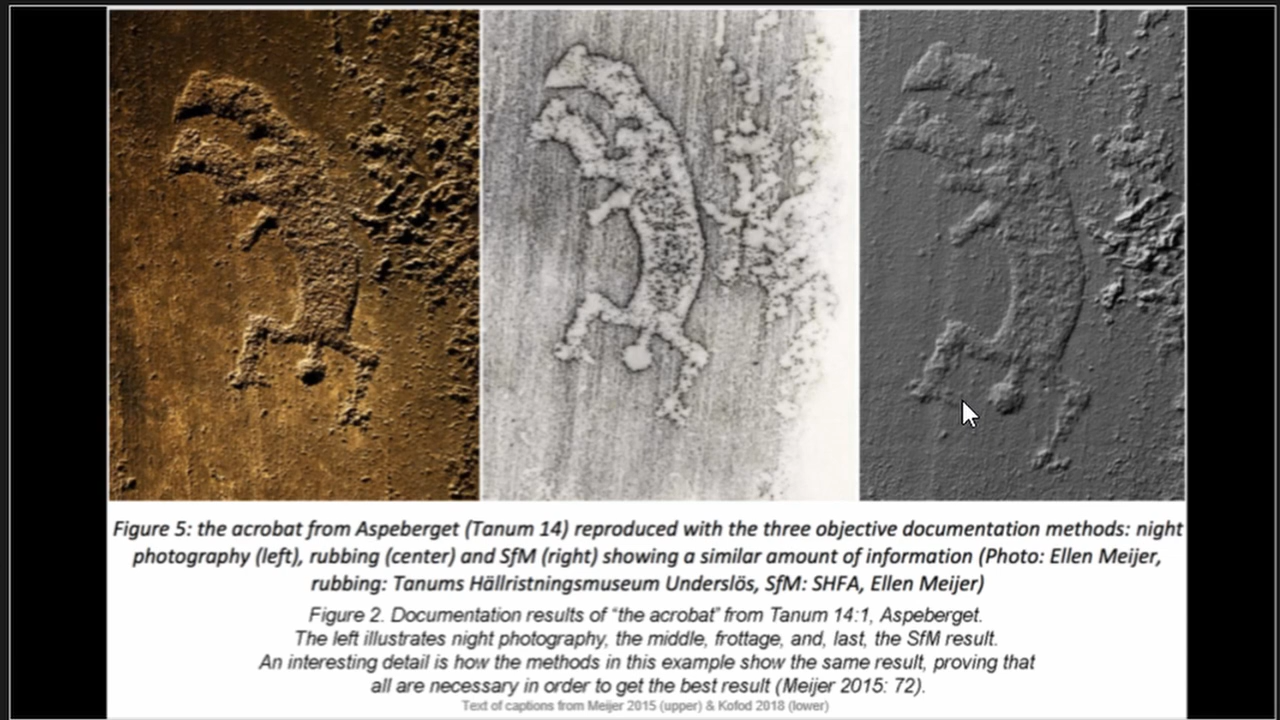 Figure 5: the acrobat from Aspeberget (Tanum 14) reproduced with the three objective documentation methods: night
photography (left), rubbing (center) and SfM (right) showing a similar amount of information (Photo: Ellen Meijer,
rubbing: Tanums Hällristningsmuseum Underslös, SfM: SHFA, Ellen Meijer)
Figure 2. Documentation results of “the acrobat” from Tanum 14:1, Aspeberget.
The left illustrates night photography, the middle, frottage, and, last, the SfM result.
An interesting detail is how the methods in this example show the same result, proving that
all are necessary in order to get the best result (Meijer 2015: 72).
Text of captions from Meijer 2015 (upper) & Kofod 2018 (lower)